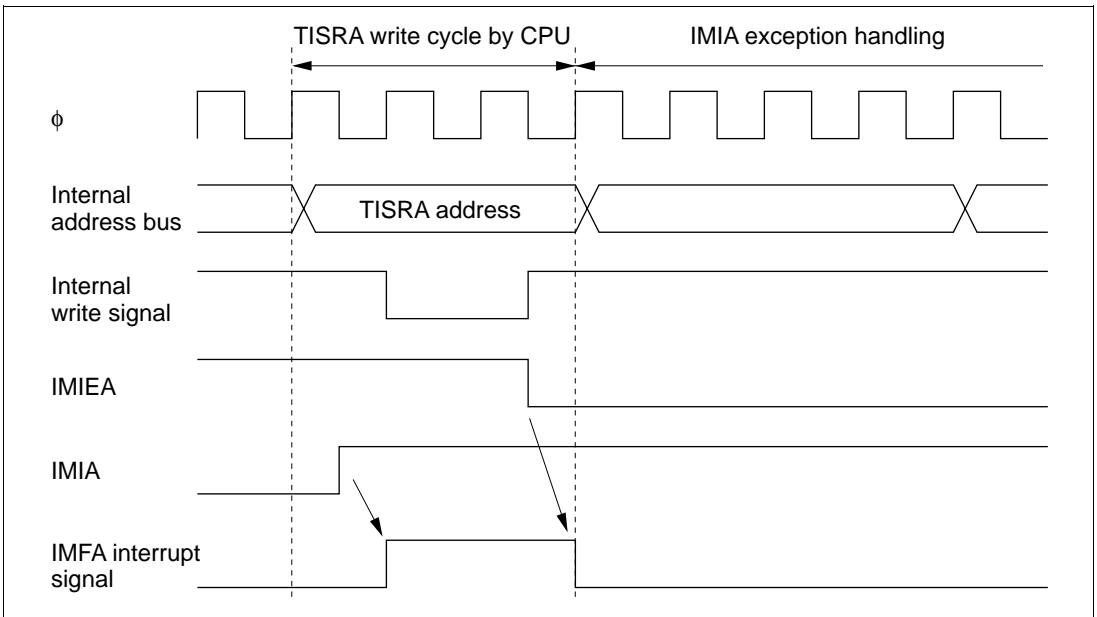 TISRA write cycle by CPU
IMIA exception handling
φ
Internal
address bus
TISRA address
Internal
write signal
IMIEA
IMIA
IMFA interrupt
signal